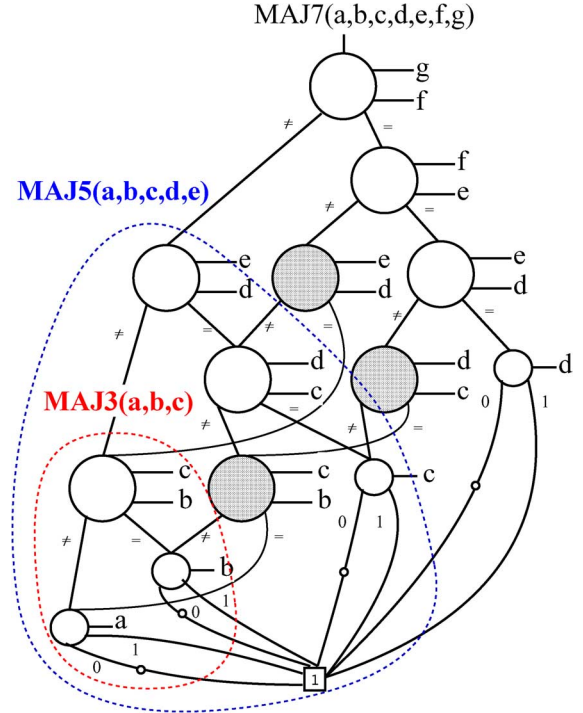 MAJ7(a,b,c,d,e,f,g)
g
f
≠ =
f
MAJ5(a,b,c,d,e) e
≠ =
e e e
d d d
≠ = ≠ = ≠ =
d d d
c c
MAJ3(a,b,c) 0 1
≠ = ≠ =
c c c
b b
0 1
≠ = ≠ =
b
0 1
a
1
0
1